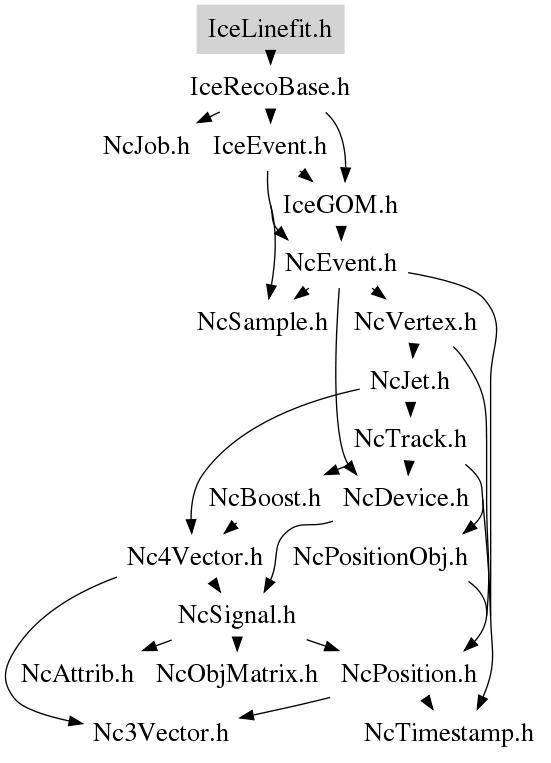 IceLinefit.h
IceRecoBase.h
NcJob.h
IceEvent.h
IceGOM.h
NcEvent.h
NcSample.h
NcVertex.h
NcJet.h
NcTrack.h
NcBoost.h
NcDevice.h
Nc4Vector.h
NcPositionObj.h
NcSignal.h
NcAttrib.h
NcObjMatrix.h
NcPosition.h
Nc3Vector.h
NcTimestamp.h